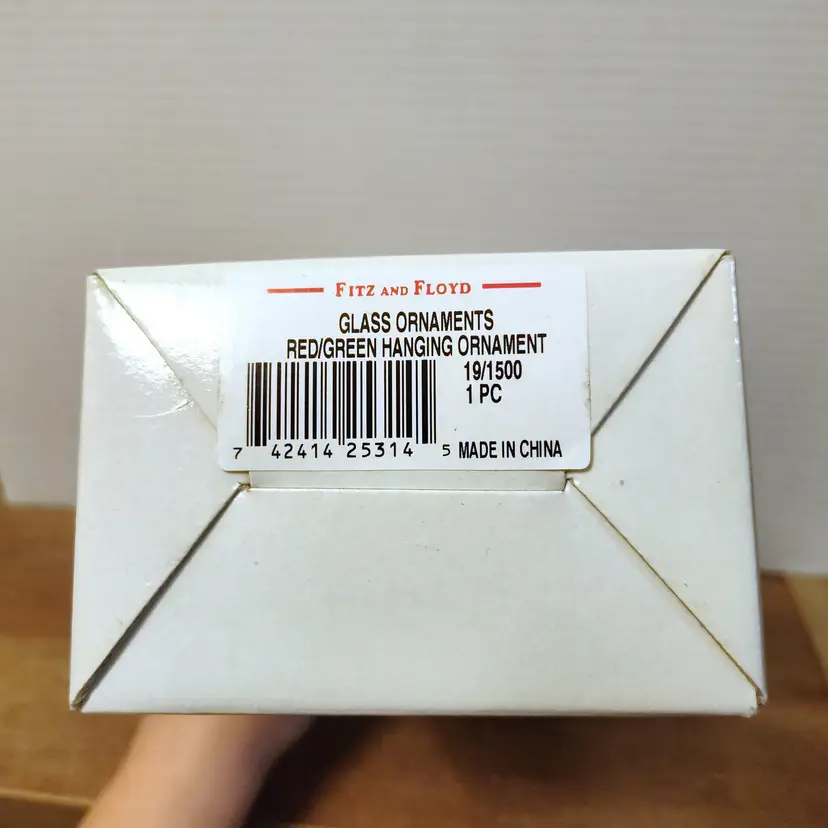 FITZ AND FLOYD
GLASS ORNAMENTS
RED/GREEN HANGING ORNAMENT
19/1500
1 PC
7 42414 25314 5 MADE IN CHINA